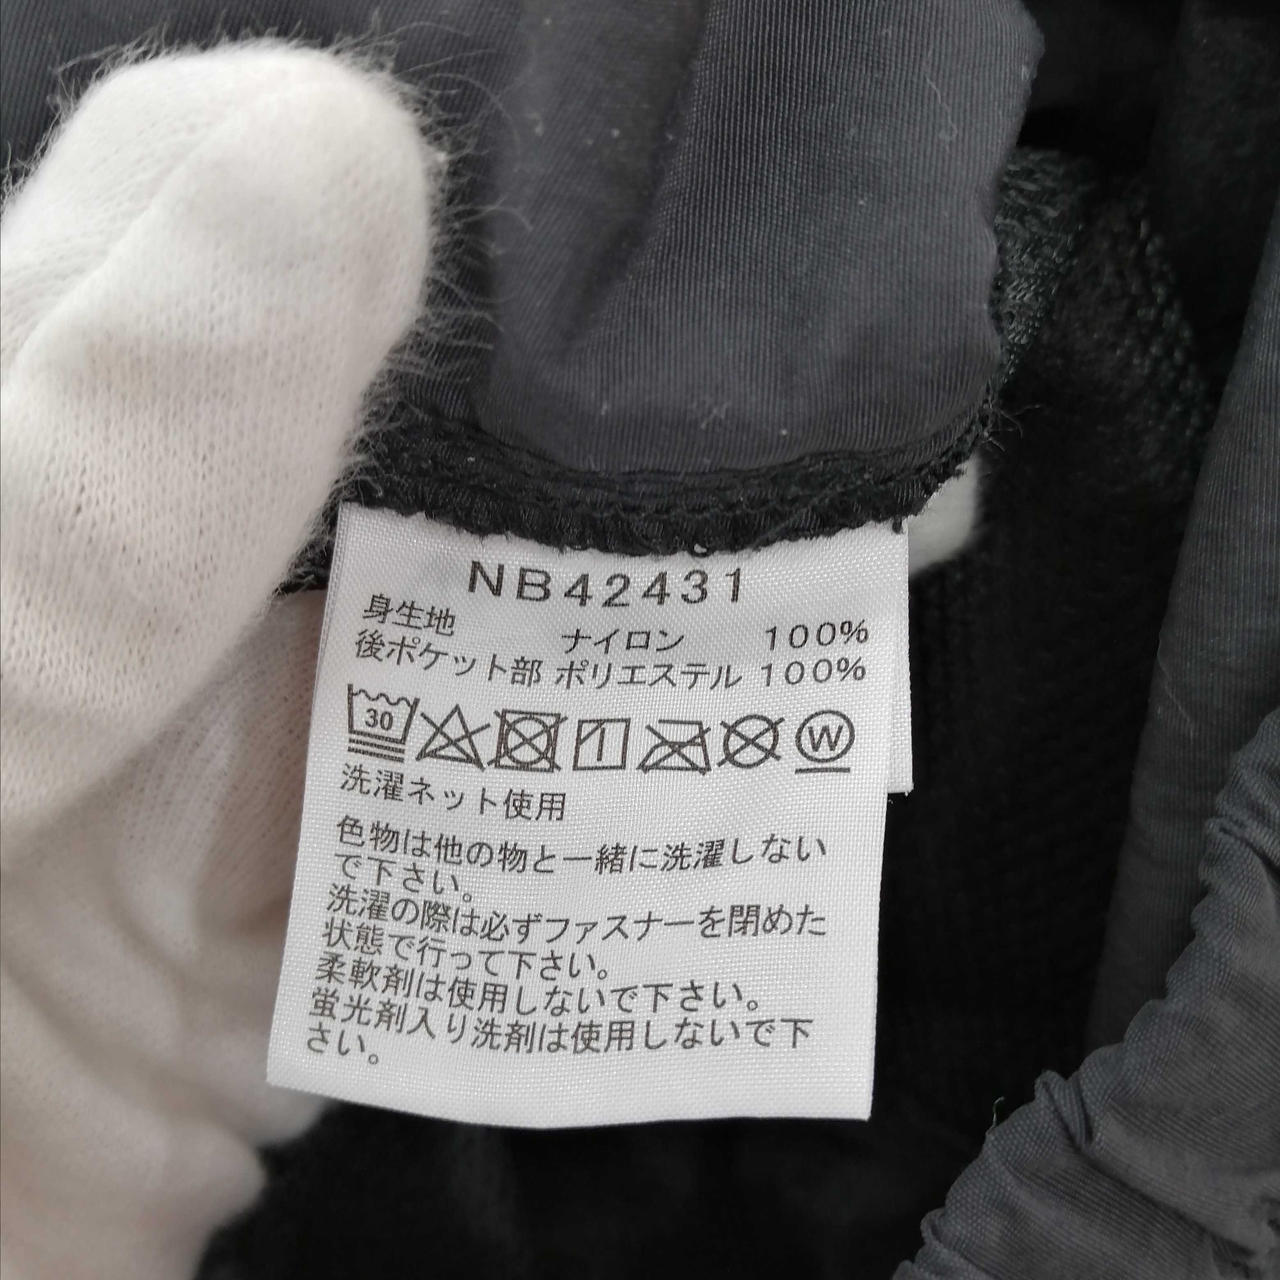 NB42431
身生地 ナイロン 100%
後ポケット部 ポリエステル 100%
30 W
洗濯ネット使用
色物は他の物と一緒に洗濯しない
で下さい。
洗濯の際は必ずファスナーを閉めた
状態で行って下さい。
柔軟剤は使用しないで下さい。
蛍光剤入り洗剤は使用しないで下
さい。